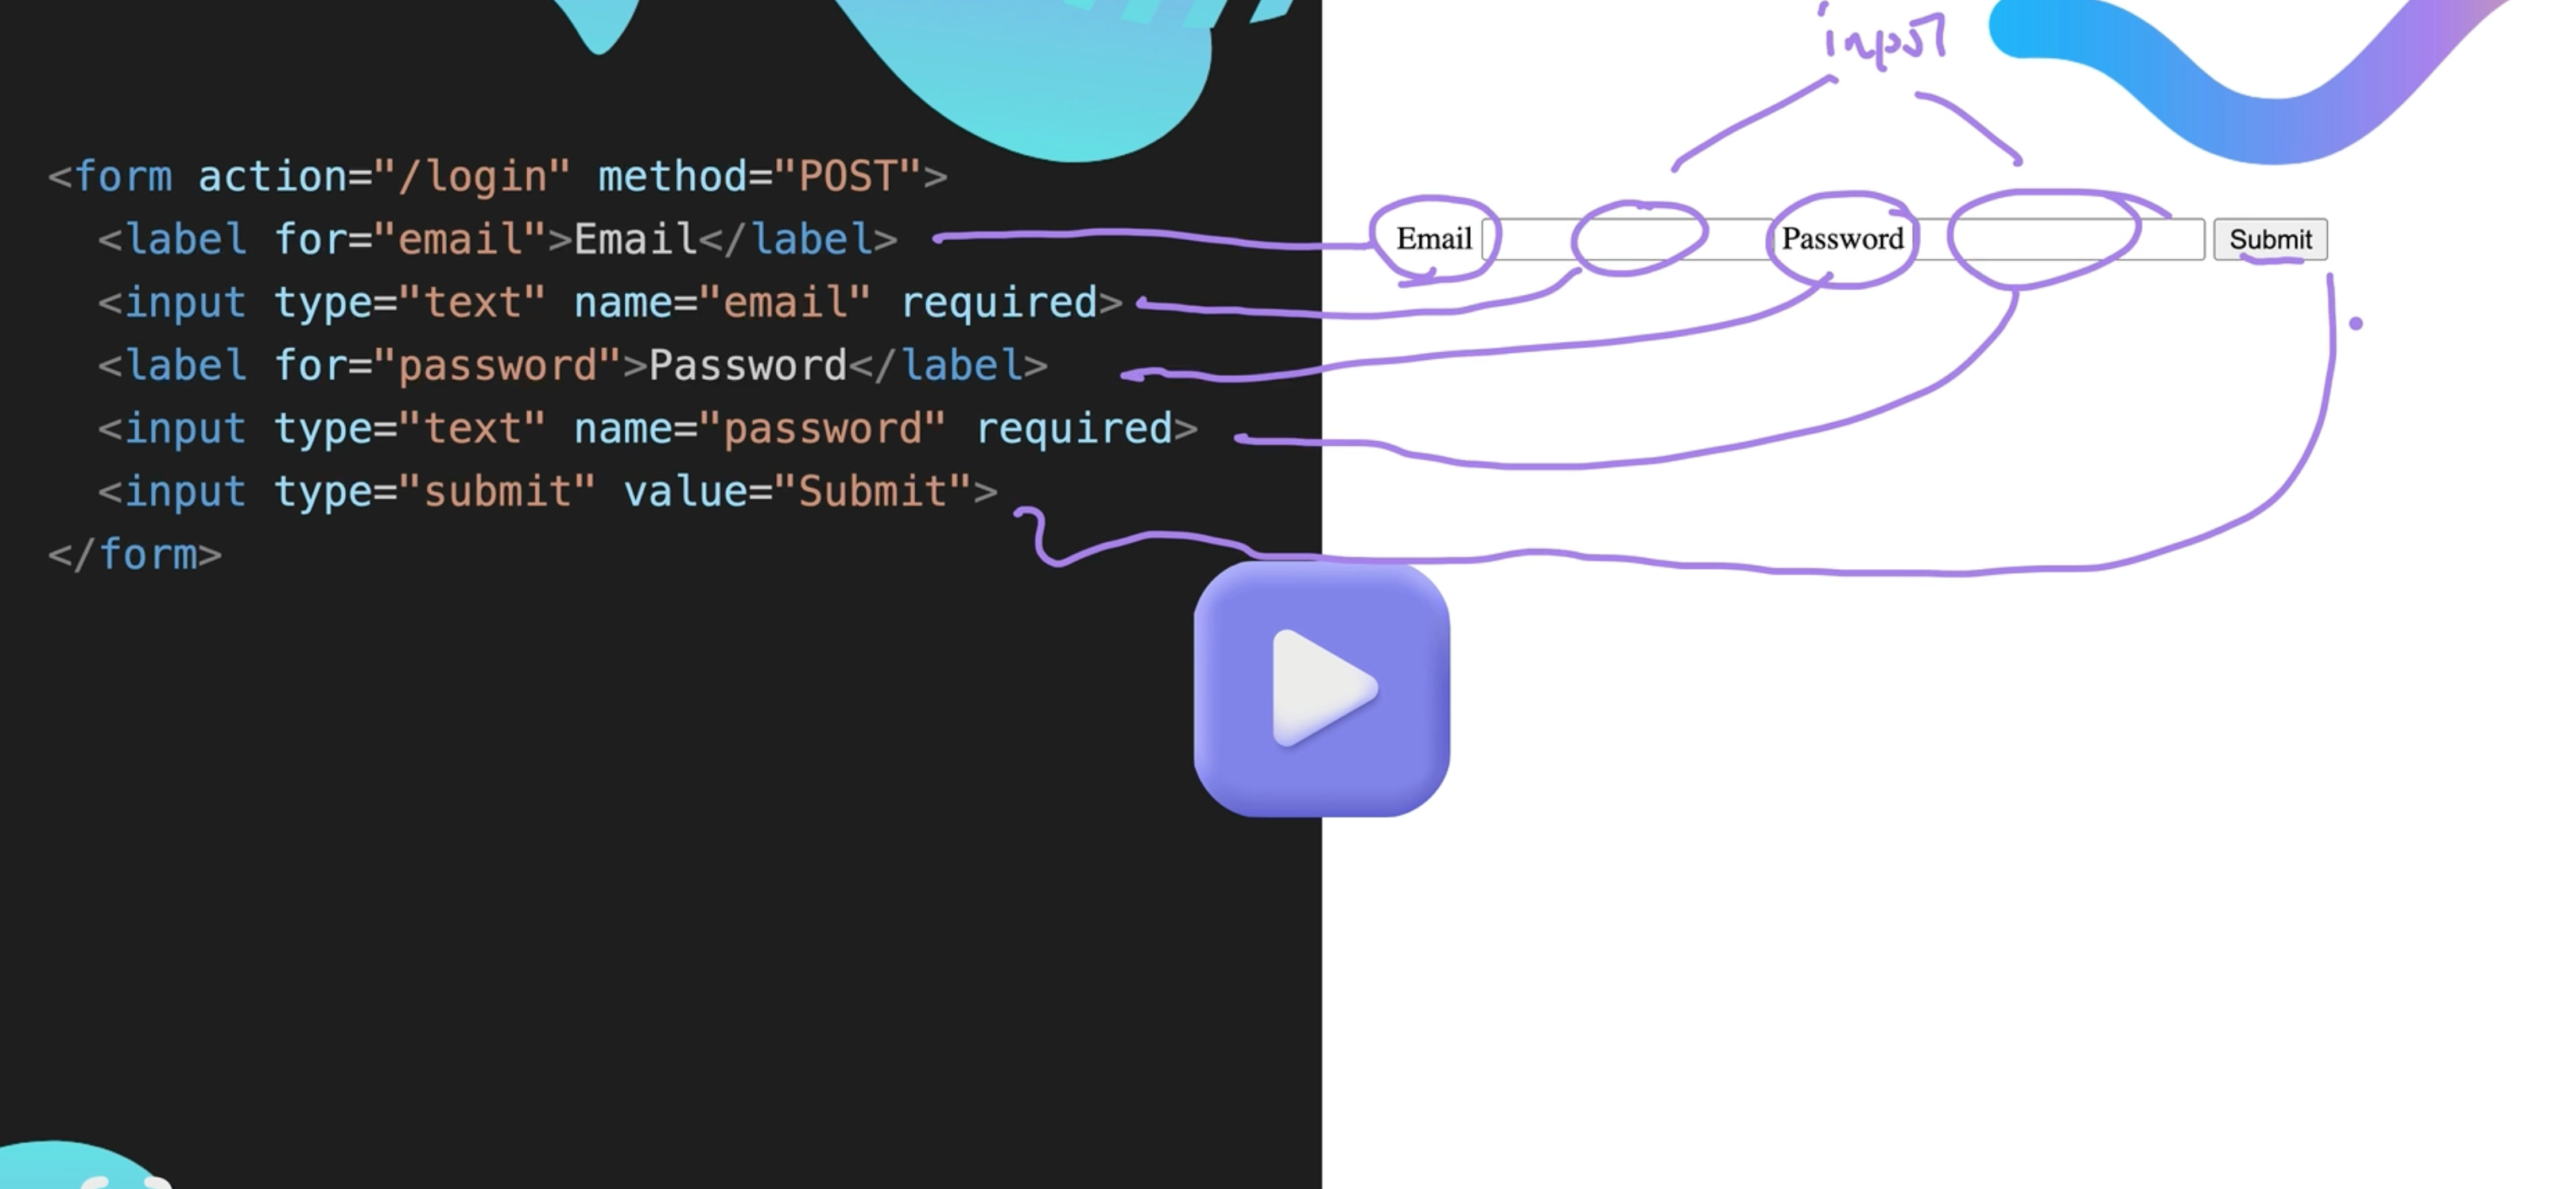 <form action="/login" method="POST">
<label for="email">Email</label>
<input type="text" name="email" required>
<label for="password">Password</label>
<input type="text" name="password" required>
<input type="submit" value="Submit">
</form>
input
Email Password Submit